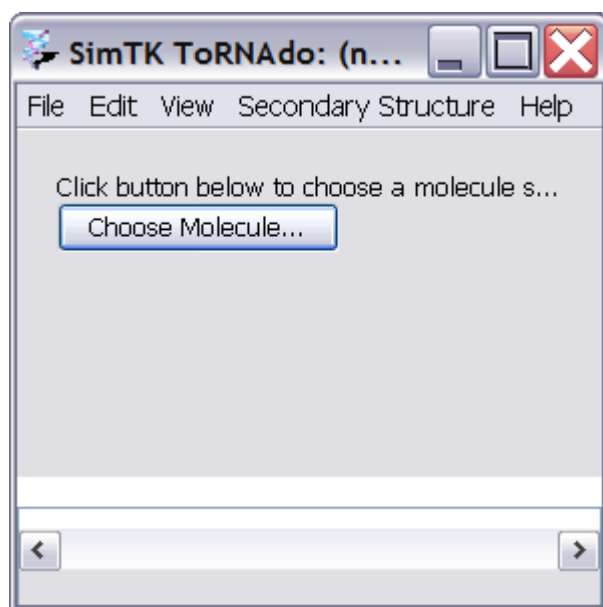 SimTK ToRNAdo: (n...
File Edit View Secondary Structure Help
Click button below to choose a molecule s...
Choose Molecule...